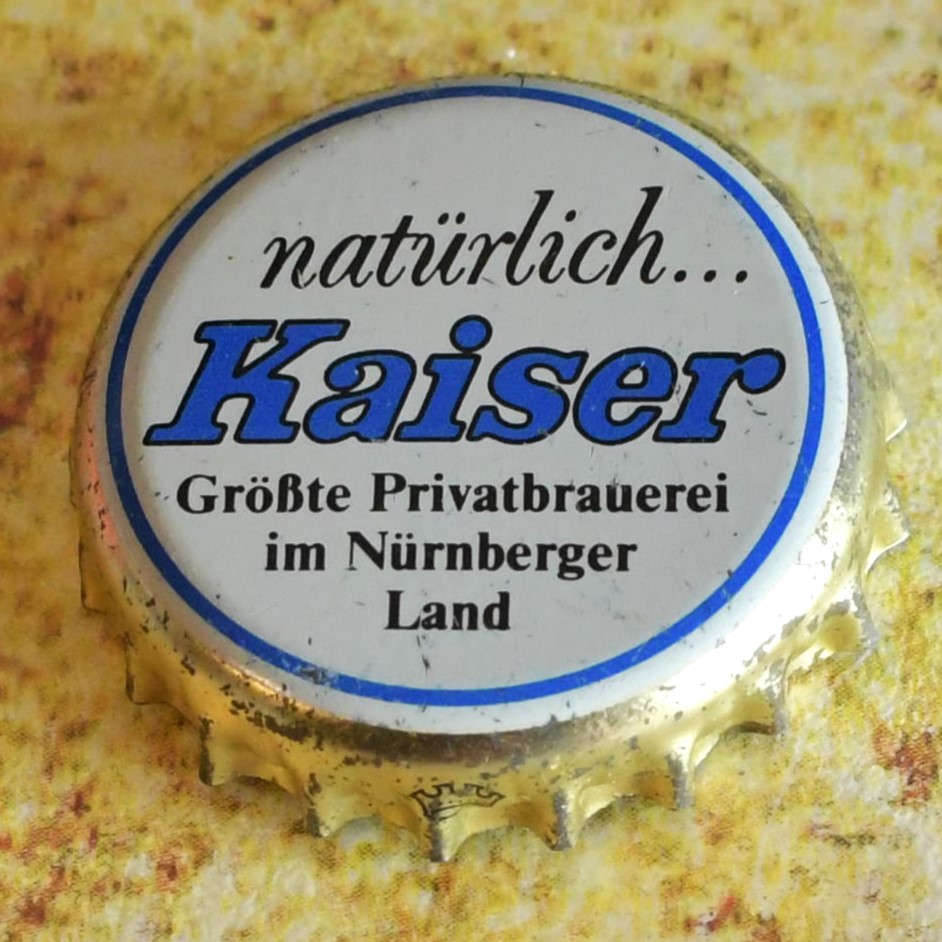 natürlich...
Kaiser
Größte Privatbrauerei
im Nürnberger
Land